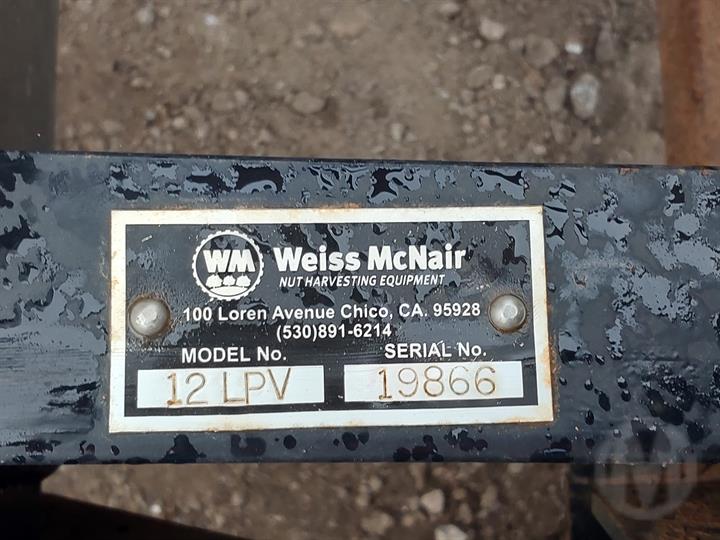 WM Weiss McNair
NUT HARVESTING EQUIPMENT
100 Loren Avenue Chico, CA. 95928
(530)891-6214
MODEL No. SERIAL No.
12 LPV 19866
M